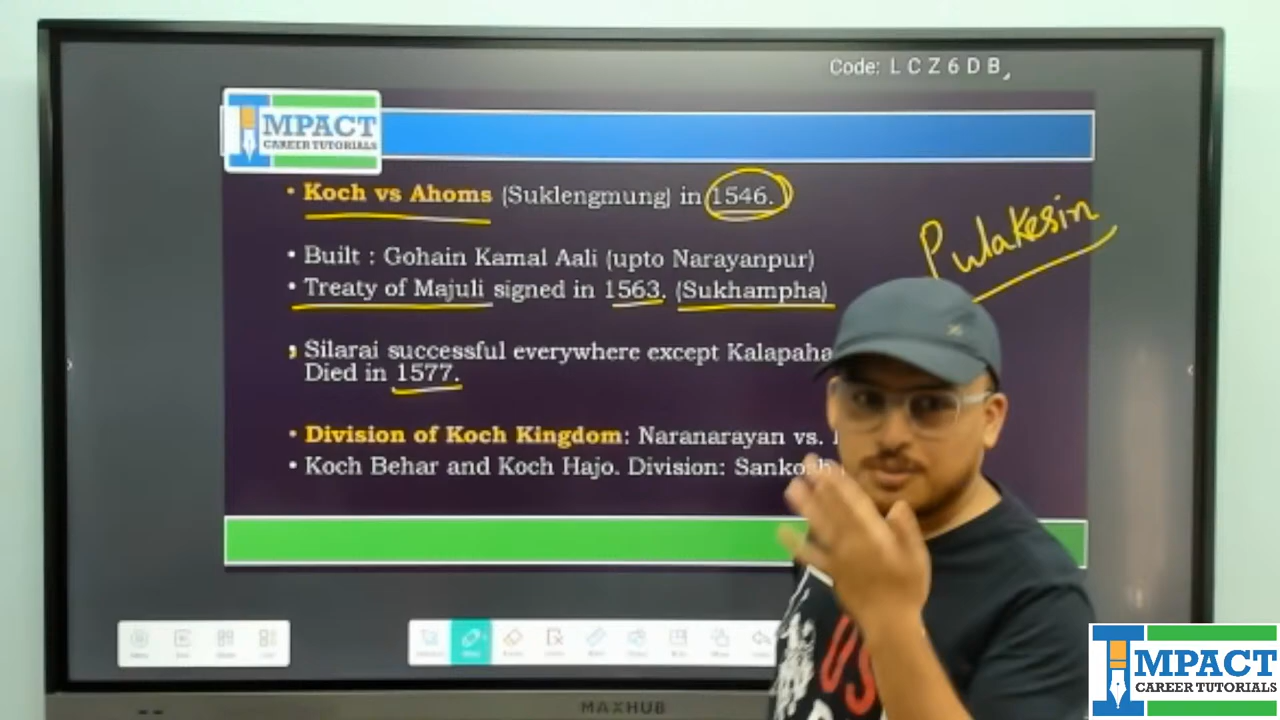 Code: L C Z 6 D B
IMPACT
CAREER TUTORIALS
• Koch vs Ahoms (Suklengmung) in 1546.
Pulakesin
• Built : Gohain Kamal Aali (upto Narayanpur)
• Treaty of Majuli signed in 1563. (Sukhampha)
• Silarai successful everywhere except
Died in 1577.
• Division of Koch Kingdom: Naranarayan vs.
• Koch Behar and Koch Hajo. Division:
MAXHUB
IMPACT
CAREER TUTORIALS